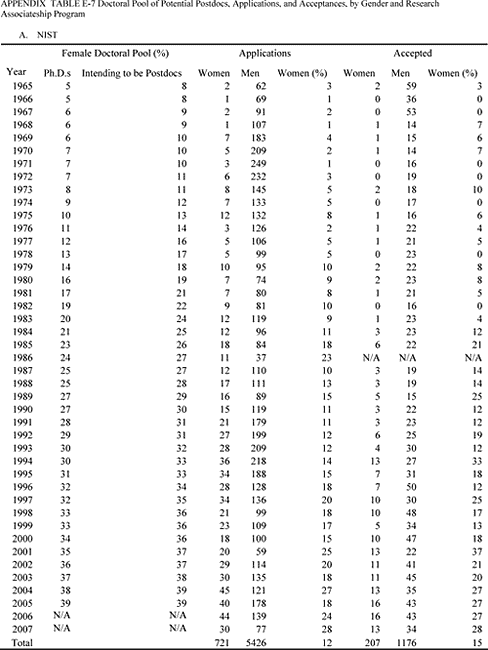 APPENDIX TABLE E-7 Doctoral Pool of Potential Postdocs, Applications, and Acceptances, by Gender and Research
Associateship Program
A. NIST
Female Doctoral Pool (%) Applications Accepted
Year Ph.D.s Intending to be Postdocs Women Men Women (%) Women Men Women (%)
1965 5 8 2 62 3 2 59 3
1966 5 8 1 69 1 0 36 0
1967 6 9 2 91 2 0 53 0
1968 6 9 1 107 1 1 14 7
1969 6 10 7 183 4 1 15 6
1970 7 10 5 209 2 1 14 7
1971 7 10 3 249 1 0 16 0
1972 7 11 6 232 3 0 19 0
1973 8 11 8 145 5 2 18 10
1974 9 12 7 133 5 0 17 0
1975 10 13 12 132 8 1 16 6
1976 11 14 3 126 2 1 22 4
1977 12 16 5 106 5 1 21 5
1978 13 17 5 99 5 0 23 0
1979 14 18 10 95 10 2 22 8
1980 16 19 7 74 9 2 23 8
1981 17 21 7 80 8 1 21 5
1982 19 22 9 81 10 0 16 0
1983 20 24 12 119 9 1 23 4
1984 21 25 12 96 11 3 23 12
1985 23 26 18 84 18 6 22 21
1986 24 27 11 37 23 N/A N/A N/A
1987 25 27 12 110 10 3 19 14
1988 25 28 17 111 13 3 19 14
1989 27 29 16 89 15 5 15 25
1990 27 30 15 119 11 3 22 12
1991 28 31 21 179 11 3 23 12
1992 29 31 27 199 12 6 25 19
1993 30 32 28 209 12 4 30 12
1994 30 33 36 218 14 13 27 33
1995 31 33 34 188 15 7 31 18
1996 32 34 28 128 18 7 50 12
1997 32 35 34 136 20 10 30 25
1998 33 36 21 99 18 10 48 17
1999 33 36 23 109 17 5 34 13
2000 34 36 18 100 15 10 47 18
2001 35 37 20 59 25 13 22 37
2002 36 37 29 114 20 11 41 21
2003 37 38 30 135 18 11 45 20
2004 38 39 45 121 27 13 35 27
2005 39 39 40 178 18 16 43 27
2006 N/A N/A 44 139 24 16 43 27
2007 N/A N/A 30 77 28 13 34 28
Total 721 5426 12 207 1176 15